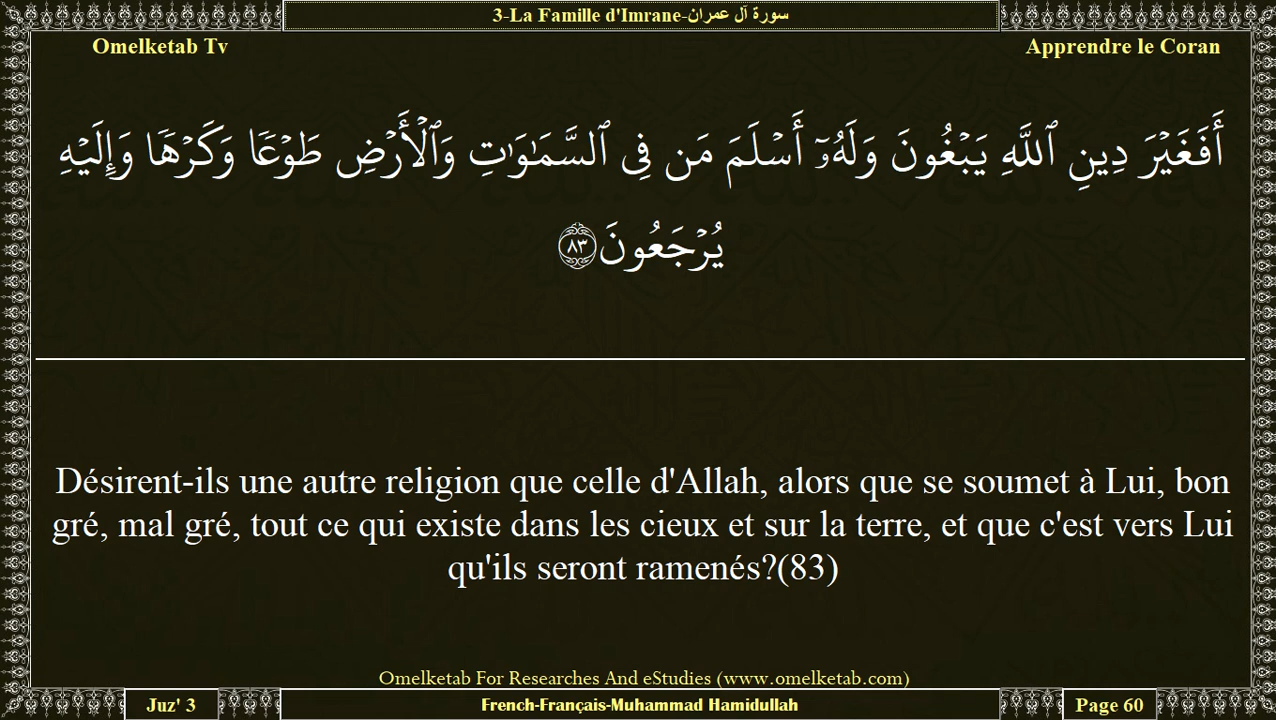 3-La Famille d'Imrane-سورة آل عمران
Omelketab Tv
Apprendre le Coran
أَفَغَيۡرَ دِينِ ٱللَّهِ يَبۡغُونَ وَلَهُۥٓ أَسۡلَمَ مَن فِي ٱلسَّمَٰوَٰتِ وَٱلۡأَرۡضِ طَوۡعٗا وَكَرۡهٗا وَإِلَيۡهِ
يُرۡجَعُونَ ٨٣
Désirent-ils une autre religion que celle d'Allah, alors que se soumet à Lui, bon
gré, mal gré, tout ce qui existe dans les cieux et sur la terre, et que c'est vers Lui
qu'ils seront ramenés?(83)
Omelketab For Researches And eStudies (www.omelketab.com)
Juz' 3
French-Français-Muhammad Hamidullah
Page 60